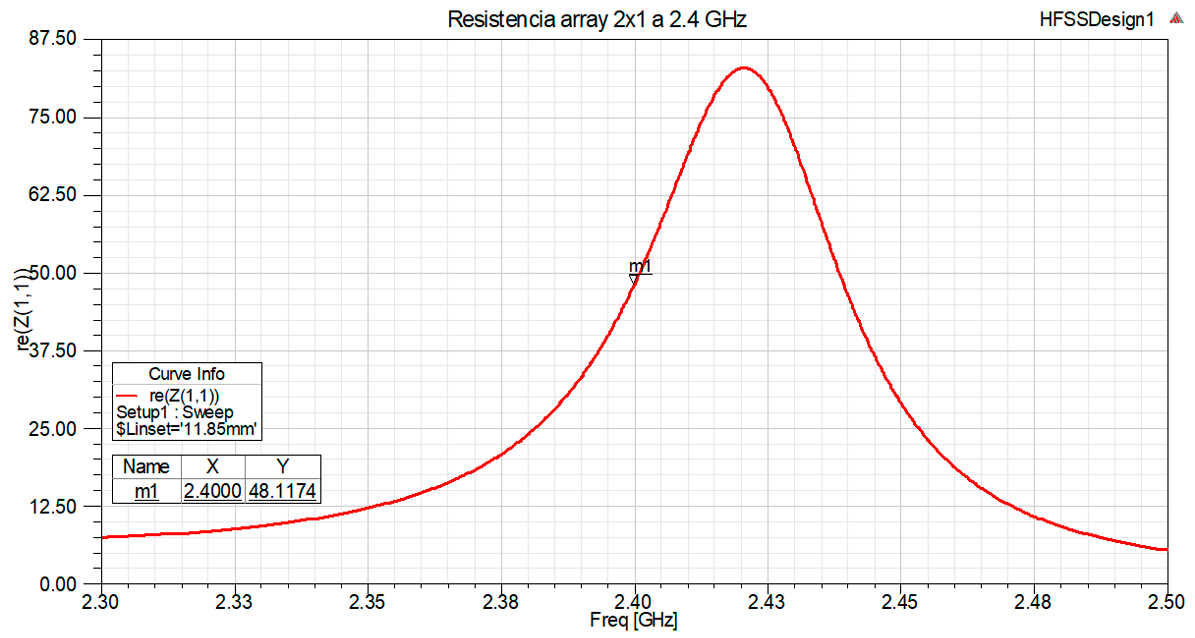 Resistencia array 2x1 a 2.4 GHz
HFSSDesign1
87.50
75.00
62.50
50.00
37.50
25.00
12.50
0.00
re(Z(1,1))
m1
Curve Info
re(Z(1,1))
Setup1 : Sweep
$Linset='11.85mm'
Name X Y
m1 2.4000 48.1174
2.30 2.33 2.35 2.38 2.40 2.43 2.45 2.48 2.50
Freq [GHz]